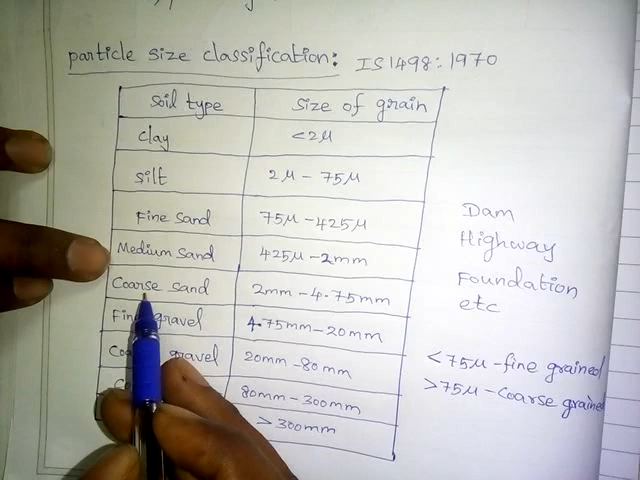 particle size classification: IS1498:1970
soil type size of grain
clay <2μ
silt 2μ - 75μ
Fine sand 75μ - 425μ
Medium sand 425μ - 2mm
Coarse sand 2mm - 4.75mm
Fine gravel 4.75mm - 20mm
gravel 20mm - 80mm
80mm - 300mm
>300mm
Dam
Highway
Foundation
etc
<75μ - fine grained
>75μ - coarse grained